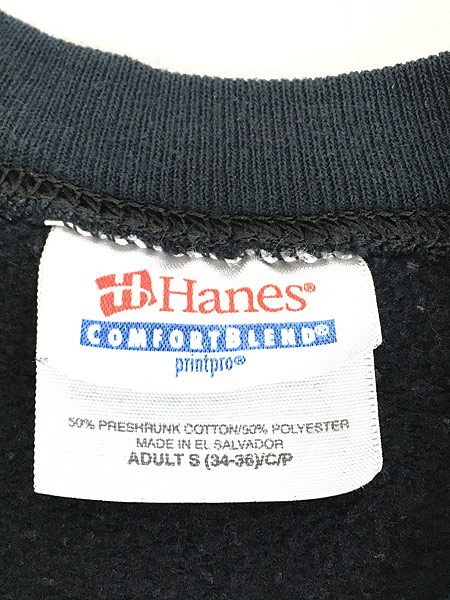 Hanes®
COMFORTBLEND®
printpro®
50% PRESHRUNK COTTON/50% POLYESTER
MADE IN EL SALVADOR
ADULT S (34-36)/C/P